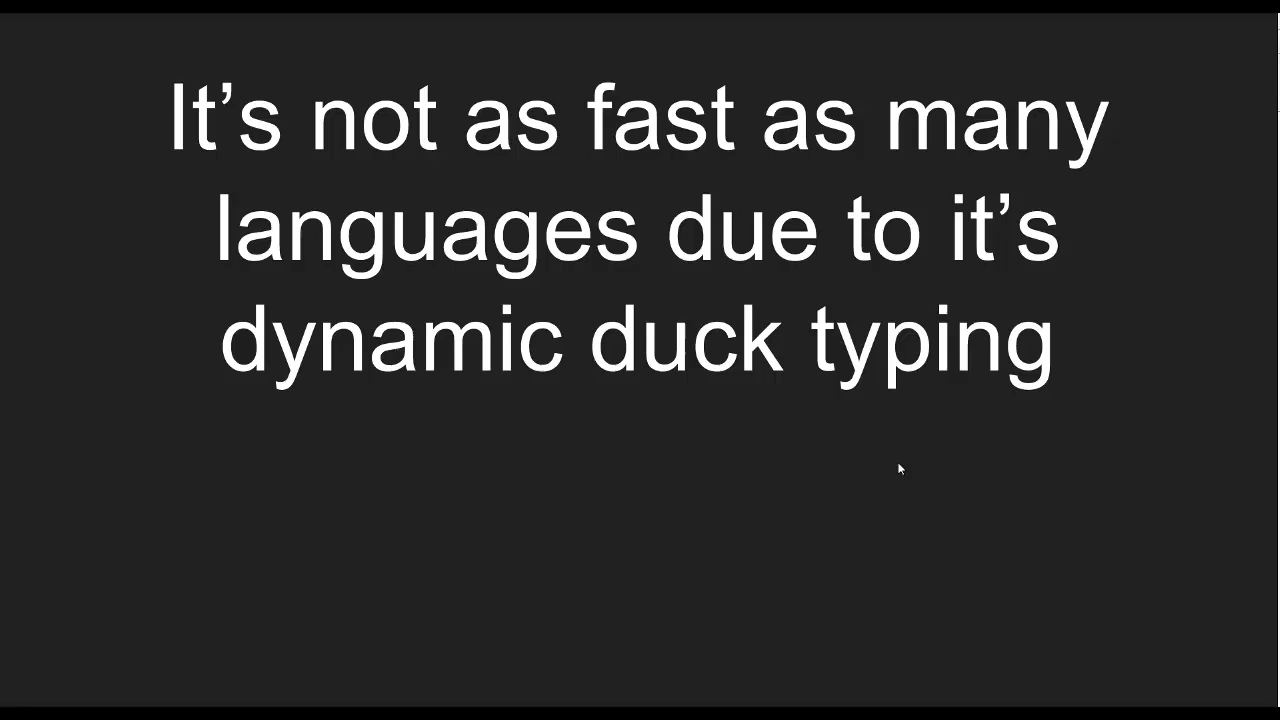 It’s not as fast as many
languages due to it’s
dynamic duck typing